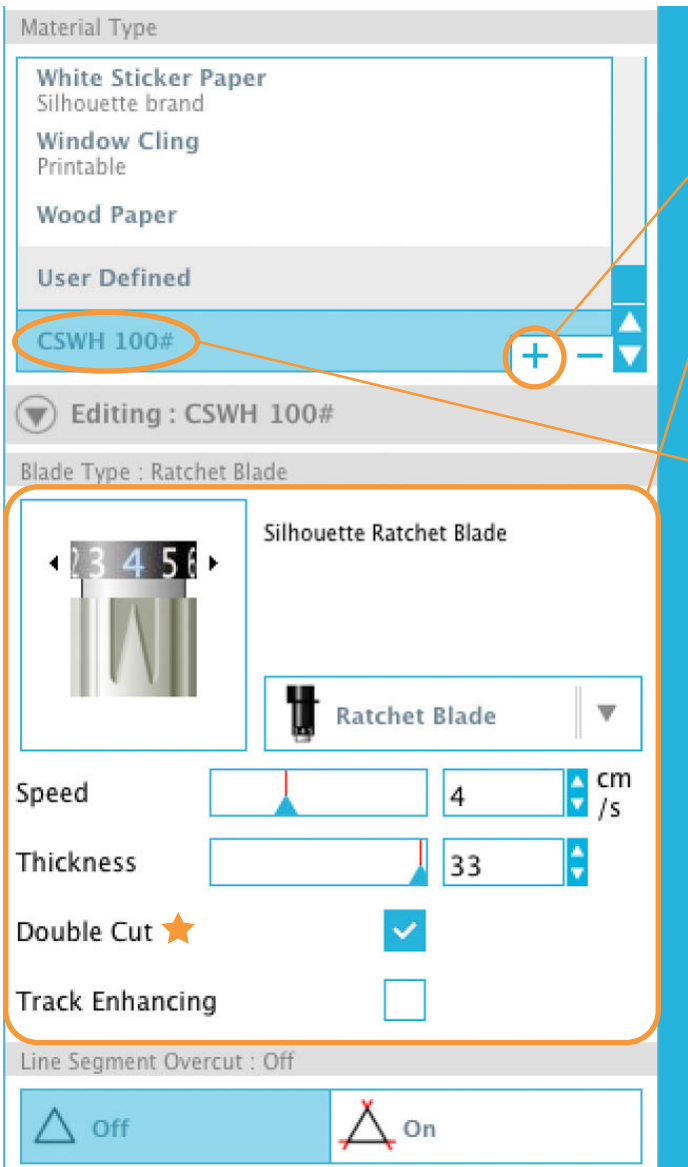 Material Type
White Sticker Paper
Silhouette brand
Window Cling
Printable
Wood Paper
User Defined
CSWH 100#
+ −
Editing : CSWH 100#
Blade Type : Ratchet Blade
2 3 4 5 6
Silhouette Ratchet Blade
Ratchet Blade
Speed 4 cm
/s
Thickness 33
Double Cut
Track Enhancing
Line Segment Overcut : Off
Off On